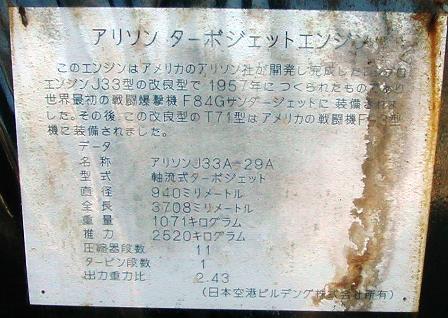 アリソン ターボジェットエンジン
このエンジンはアメリカのアリソン社が開発し完成した
エンジンJ33型の改良型で1957年につくられたものであり
世界最初の戦闘爆撃機F84Gサンダージェットに装備されま
した。その後この改良型のT71型はアメリカの戦闘機
機に装備されました。
データ
名称 アリソンJ33A-29A
型式 軸流式ターボジェット
直径 940ミリメートル
全長 3708ミリメートル
重量 1071キログラム
推力 2520キログラム
圧縮器段数 11
タービン段数 1
出力重力比 2.43
(日本空港ビルデング株式会社所有)